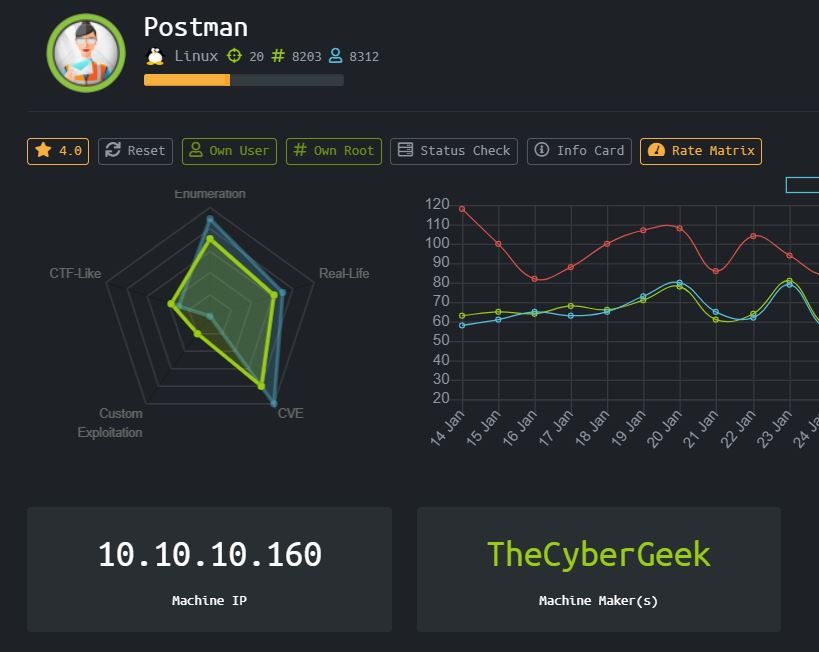 Postman
Linux 20 # 8203 8312
4.0 Reset Own User # Own Root Status Check Info Card Rate Matrix
Enumeration
CTF-Like
Real-Life
Custom
Exploitation
CVE
120
110
100
90
80
70
60
50
40
30
20
14 Jan 15 Jan 16 Jan 17 Jan 18 Jan 19 Jan 20 Jan 21 Jan 22 Jan 23 Jan 24 Jan
10.10.10.160
Machine IP
TheCyberGeek
Machine Maker(s)